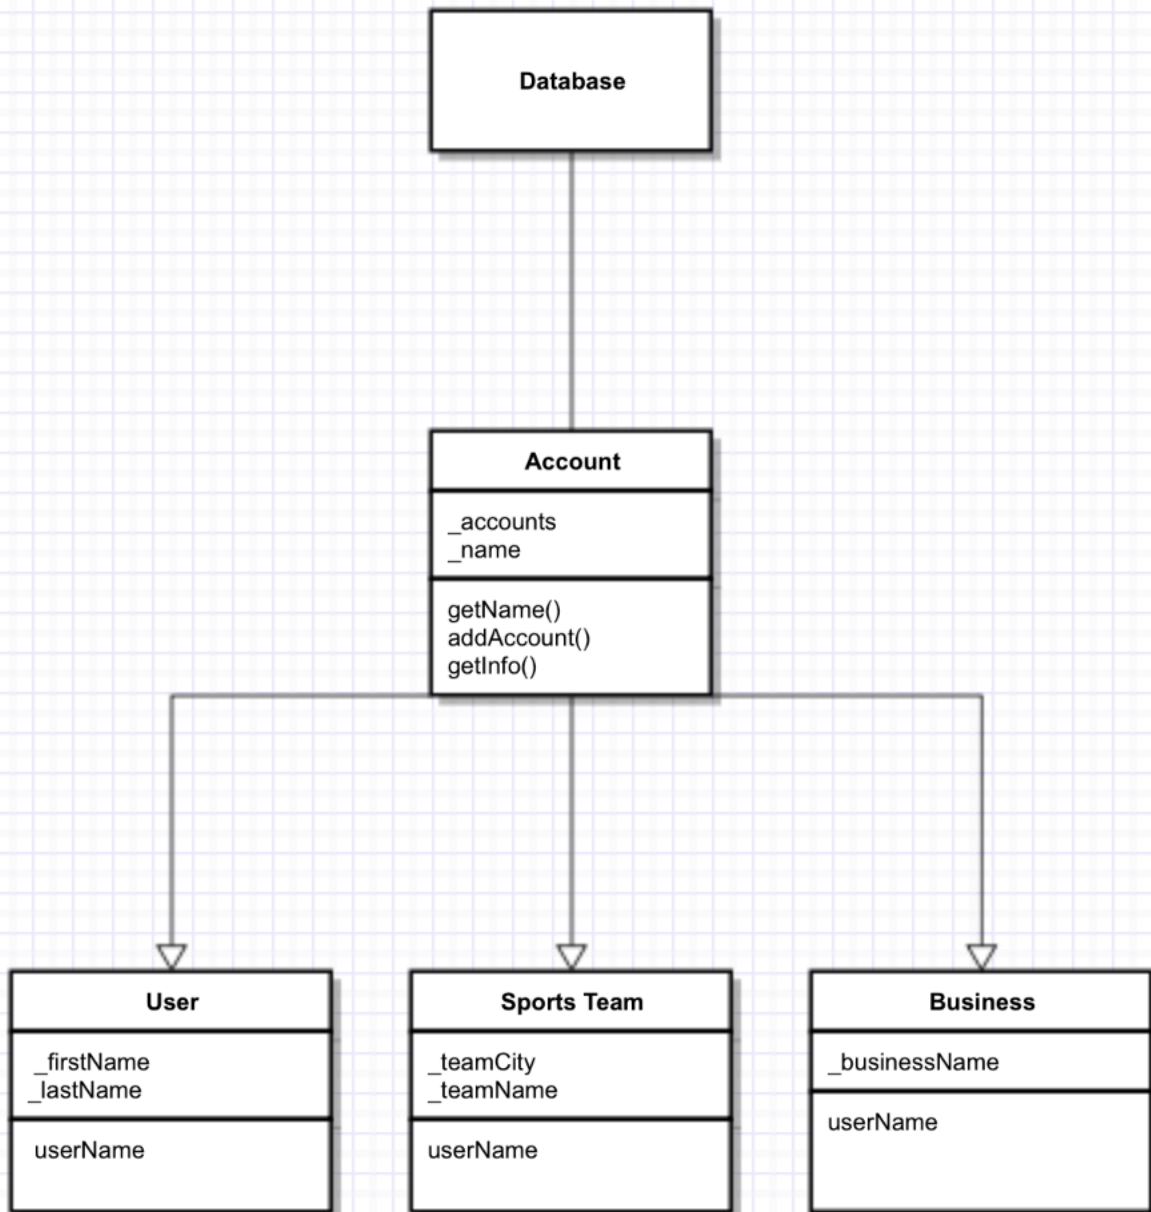 Database
Account
_accounts
_name
getName()
addAccount()
getInfo()
User
_firstName
_lastName
userName
Sports Team
_teamCity
_teamName
userName
Business
_businessName
userName